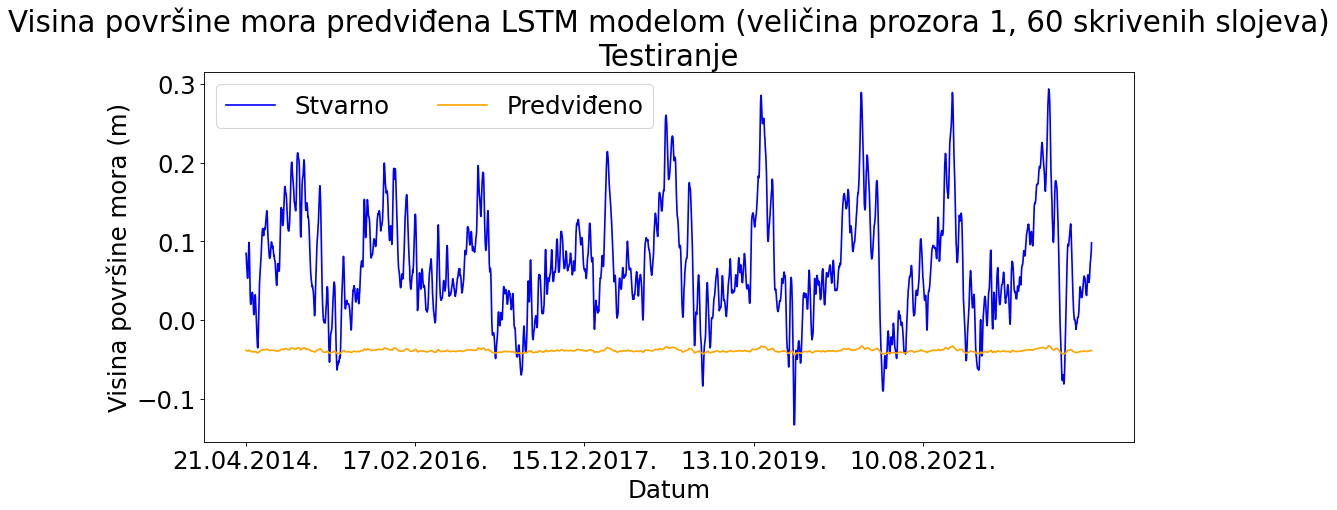 Visina površine mora predviđena LSTM modelom (veličina prozora 1, 60 skrivenih slojeva)
Testiranje
Stvarno Predviđeno
Visina površine mora (m)
0.3
0.2
0.1
0.0
−0.1
21.04.2014. 17.02.2016. 15.12.2017. 13.10.2019. 10.08.2021.
Datum